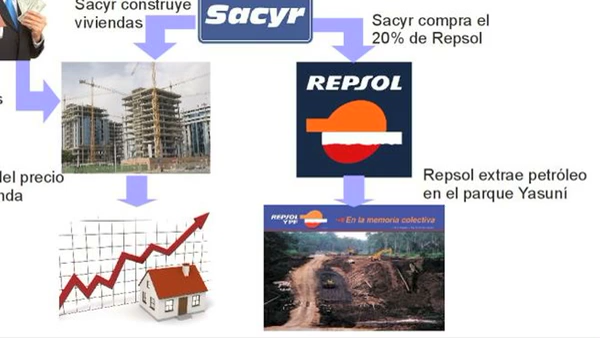 Sacyr construye
viviendas
Sacyr
Sacyr compra el
20% de Repsol
REPSOL
s
del precio
nda
Repsol extrae petróleo
en el parque Yasuní
REPSOL
YPF
En la memoria colectiva